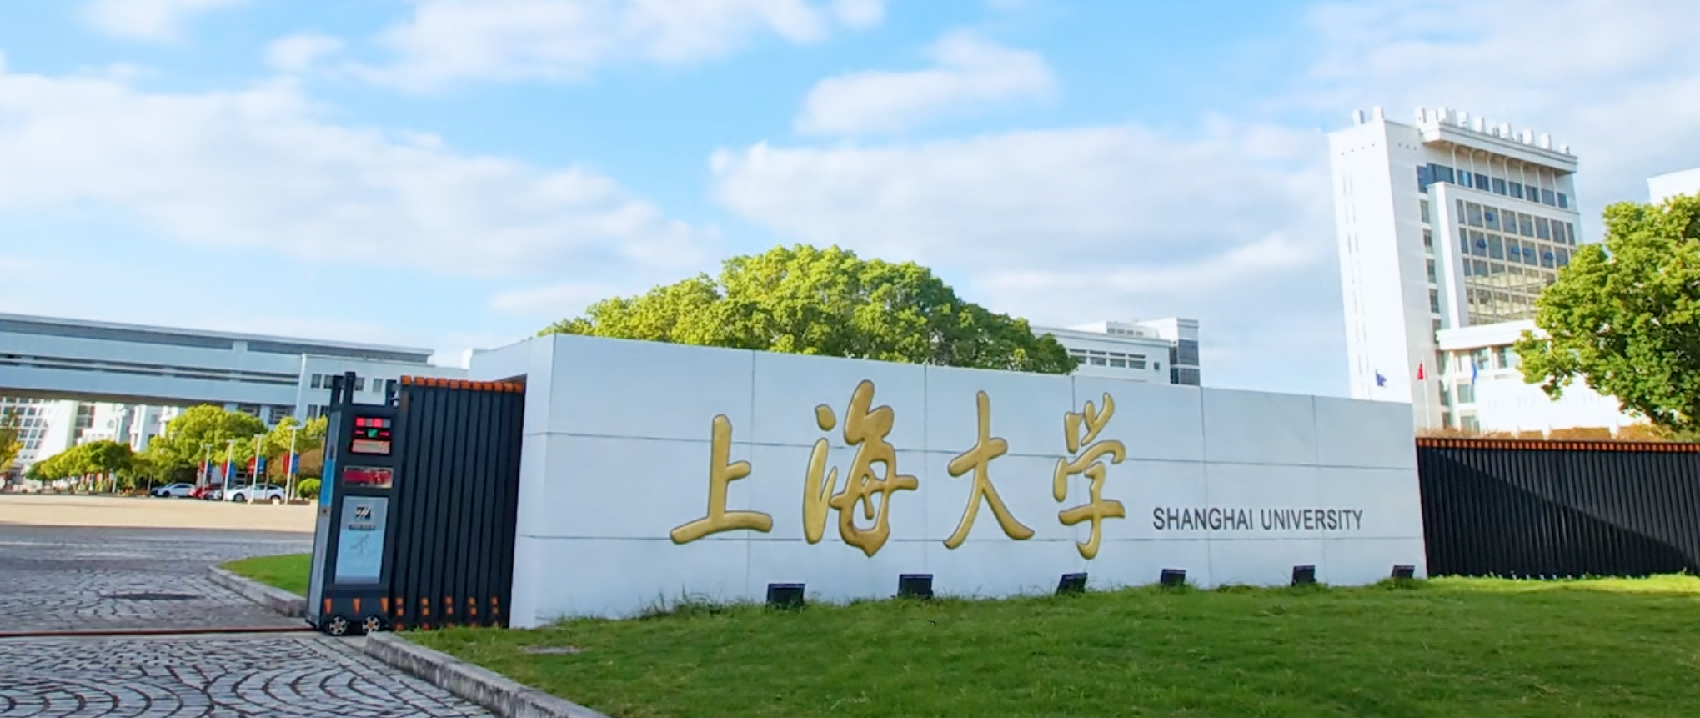 上海大学
SHANGHAI UNIVERSITY